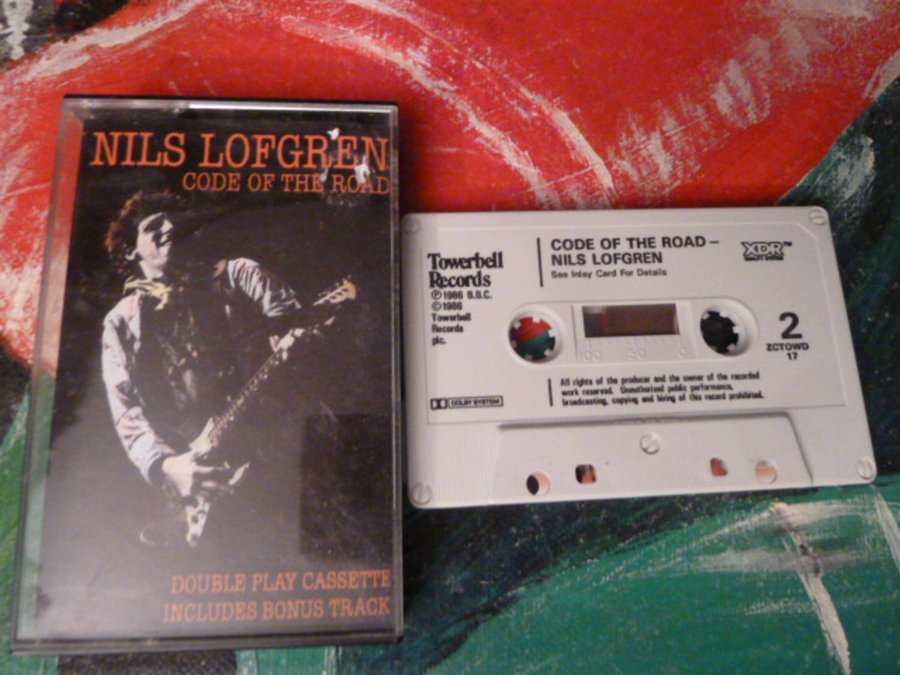 NILS LOFGREN
CODE OF THE ROAD
DOUBLE PLAY CASSETTE
INCLUDES BONUS TRACK
Towerbell
Records
℗1986 B.B.C.
©1986
Towerbell
Records
plc.
CODE OF THE ROAD –
NILS LOFGREN
See Inlay Card For Details
XDR™
100 50 0
2
ZCTOWD
17
DOLBY SYSTEM
All rights of the producer and the owner of the recorded
work reserved. Unauthorised public performance,
broadcasting, copying and hiring of this record prohibited.